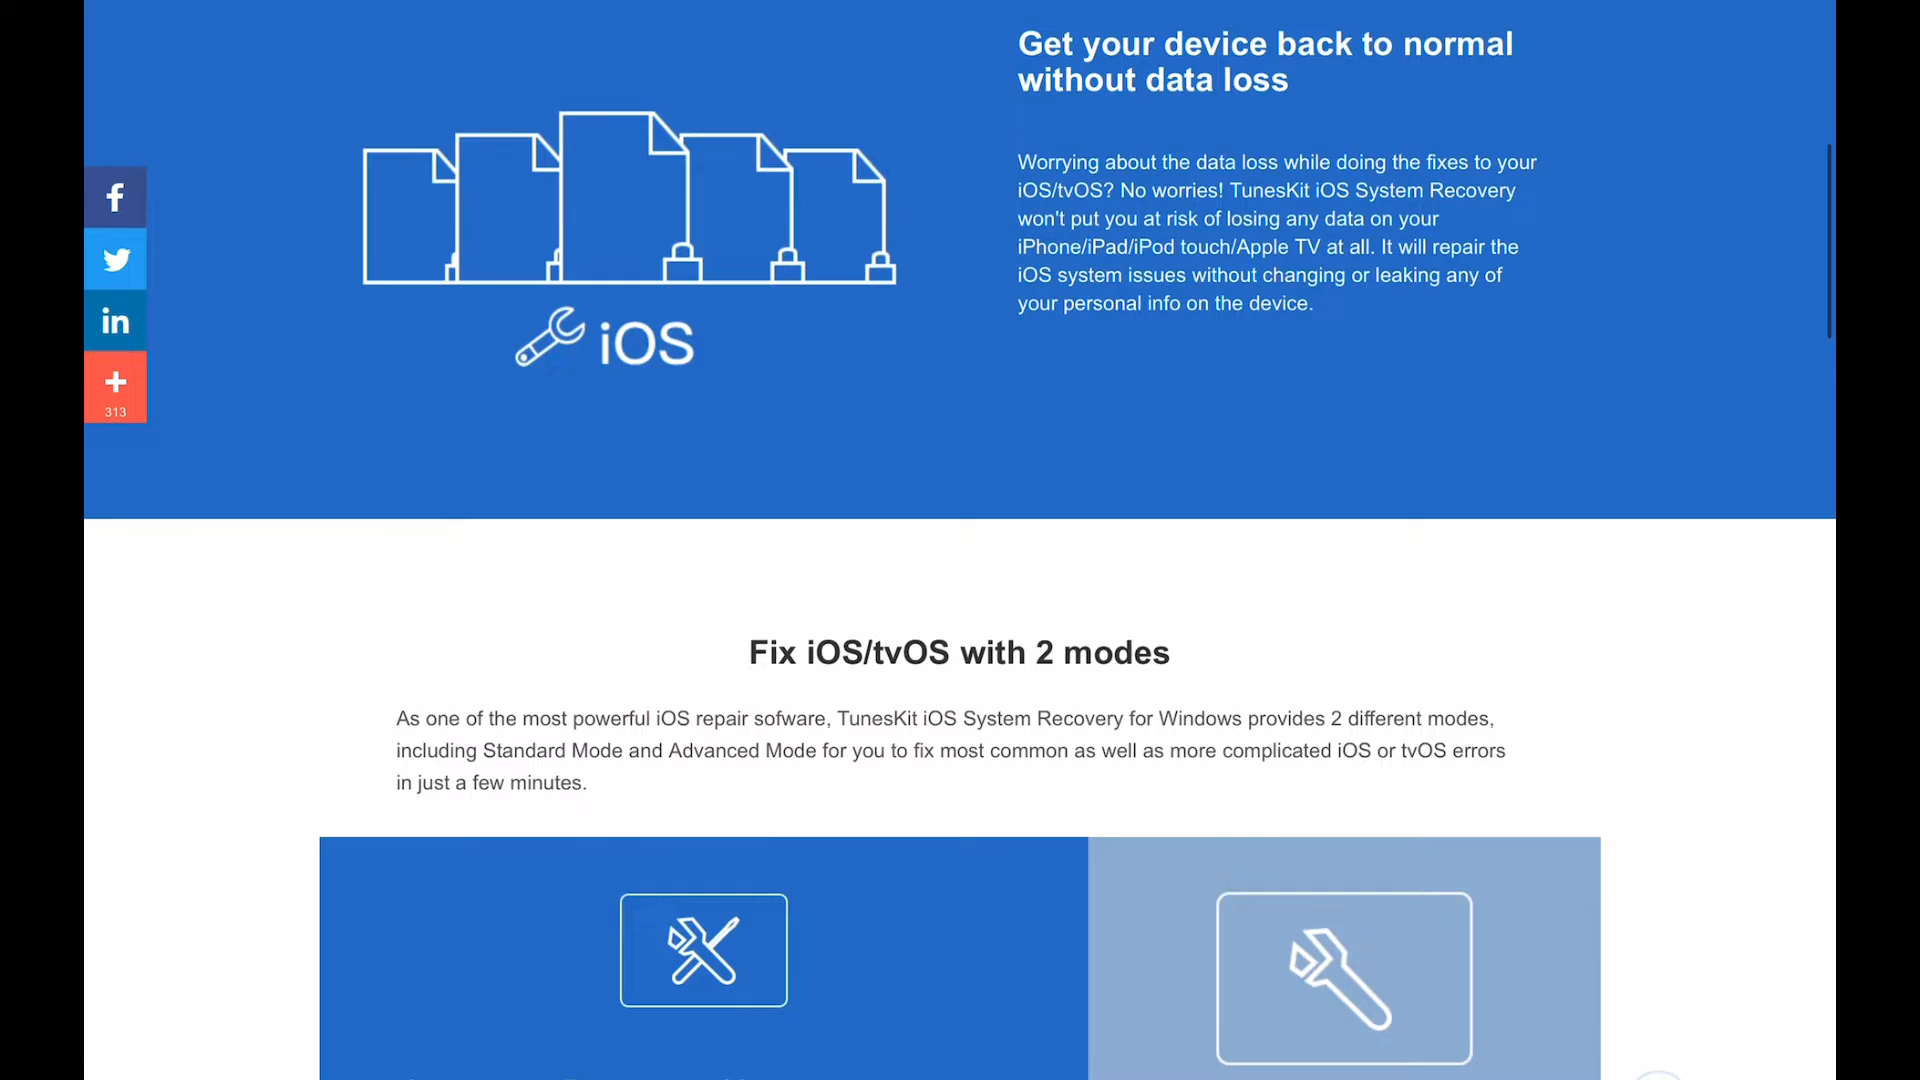 Get your device back to normal
without data loss
Worrying about the data loss while doing the fixes to your
iOS/tvOS? No worries! TunesKit iOS System Recovery
won't put you at risk of losing any data on your
iPhone/iPad/iPod touch/Apple TV at all. It will repair the
iOS system issues without changing or leaking any of
your personal info on the device.
iOS
f
in
+
313
Fix iOS/tvOS with 2 modes
As one of the most powerful iOS repair sofware, TunesKit iOS System Recovery for Windows provides 2 different modes,
including Standard Mode and Advanced Mode for you to fix most common as well as more complicated iOS or tvOS errors
in just a few minutes.